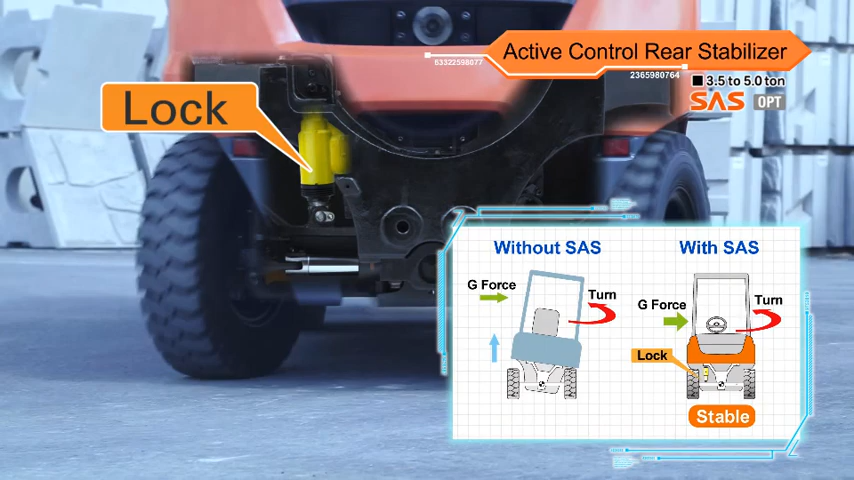 Active Control Rear Stabilizer
53322598077
2365980764
■ 3.5 to 5.0 ton
SAS OPT
Lock
Without SAS
With SAS
G Force
Turn
G Force
Turn
Lock
Stable